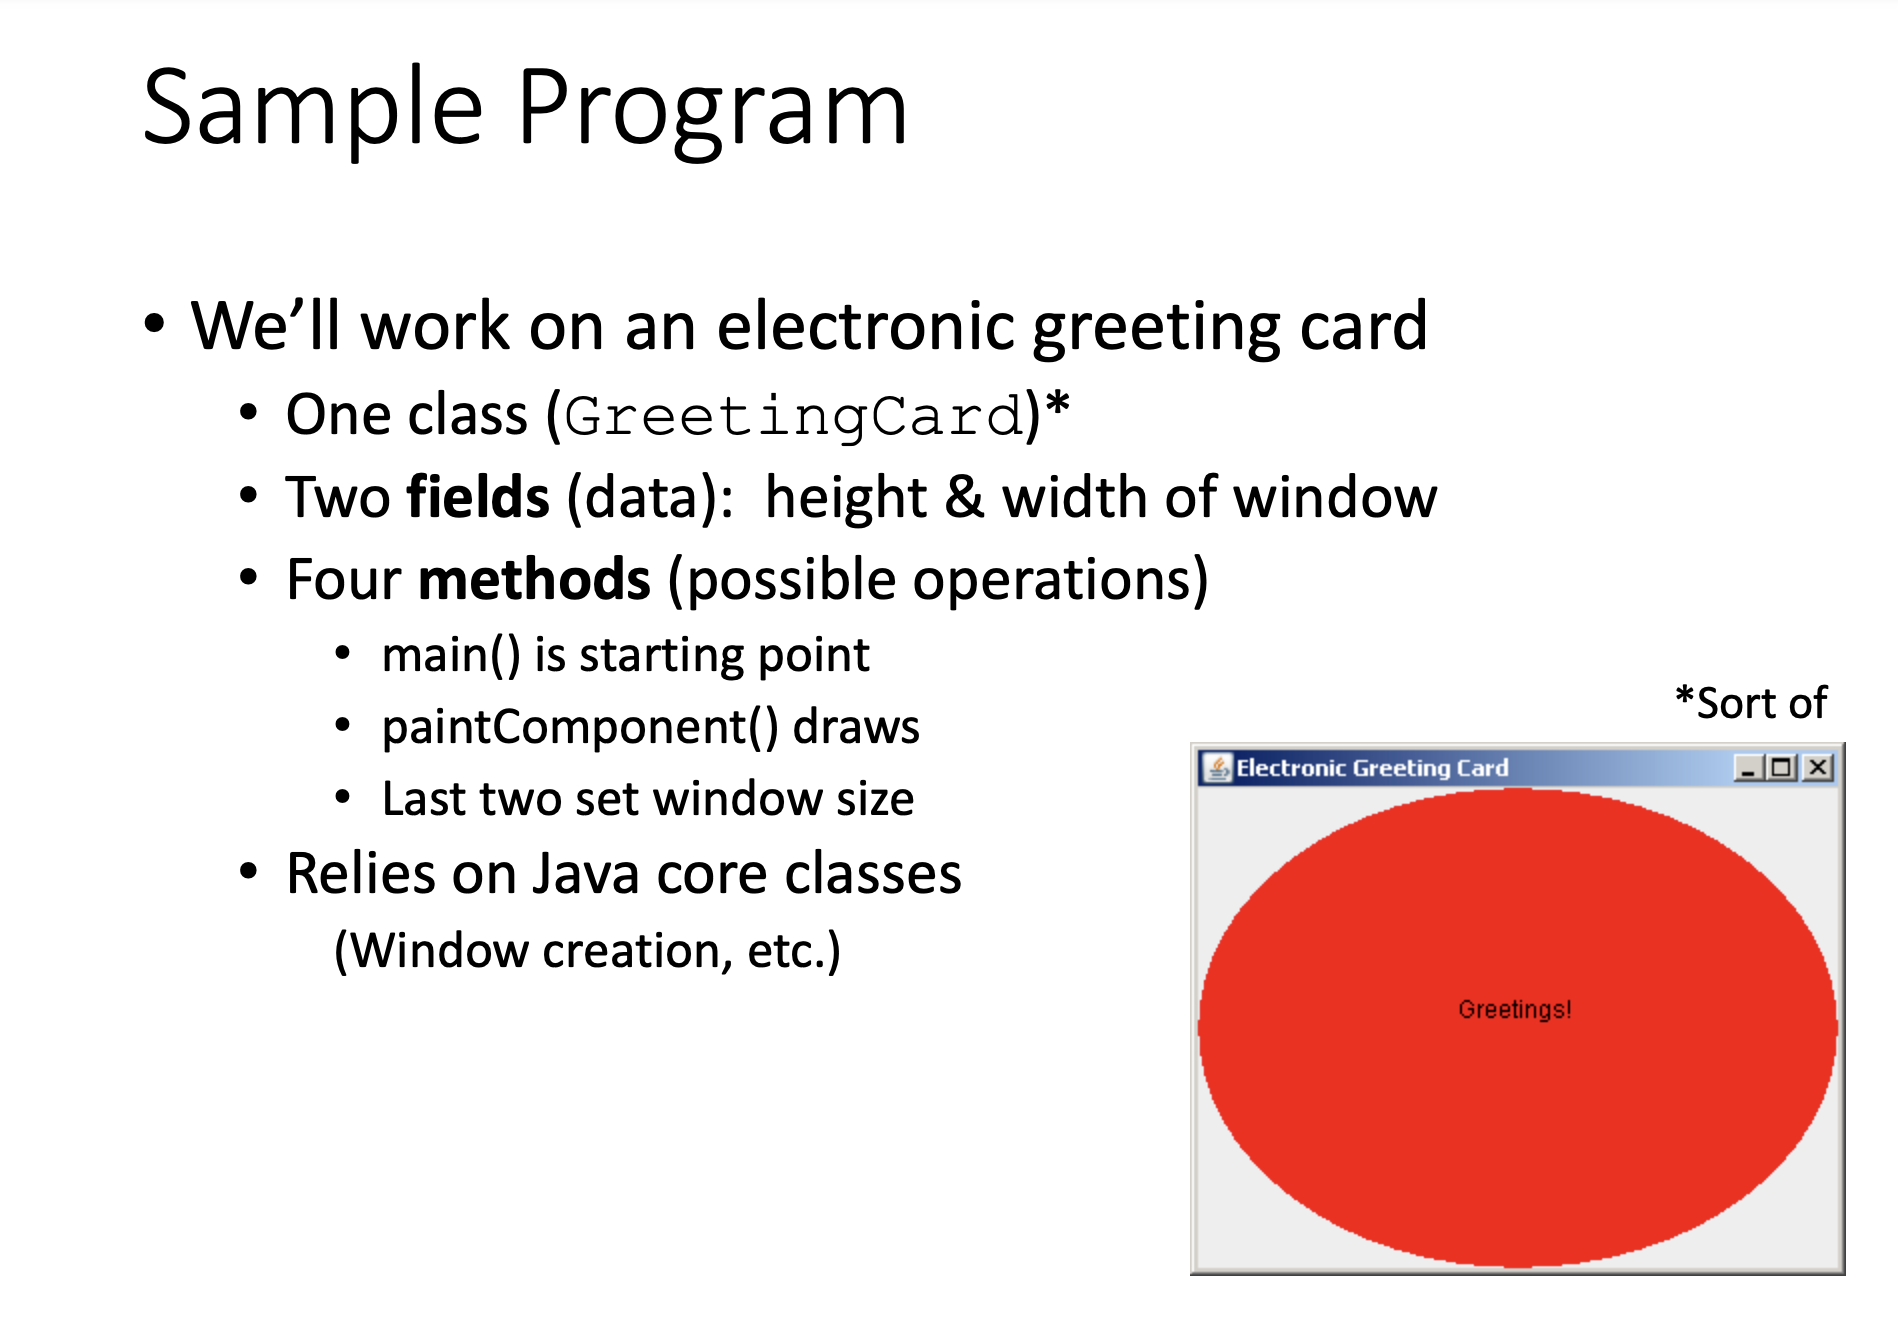 Sample Program
• We’ll work on an electronic greeting card
• One class (GreetingCard)*
• Two fields (data):  height & width of window
• Four methods (possible operations)
• main() is starting point
• paintComponent() draws
• Last two set window size
• Relies on Java core classes
(Window creation, etc.)
*Sort of
Electronic Greeting Card
Greetings!